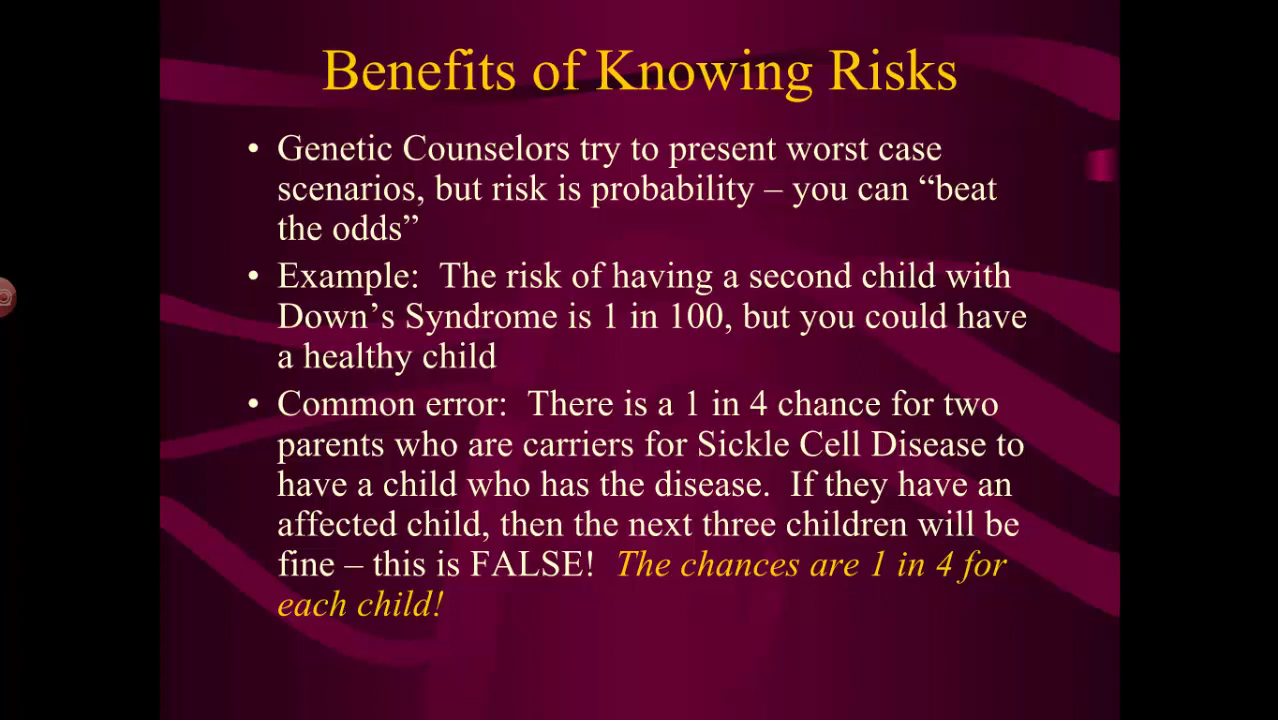 Benefits of Knowing Risks
• Genetic Counselors try to present worst case
scenarios, but risk is probability – you can “beat
the odds”
• Example:  The risk of having a second child with
Down’s Syndrome is 1 in 100, but you could have
a healthy child
• Common error:  There is a 1 in 4 chance for two
parents who are carriers for Sickle Cell Disease to
have a child who has the disease.  If they have an
affected child, then the next three children will be
fine – this is FALSE!  The chances are 1 in 4 for
each child!